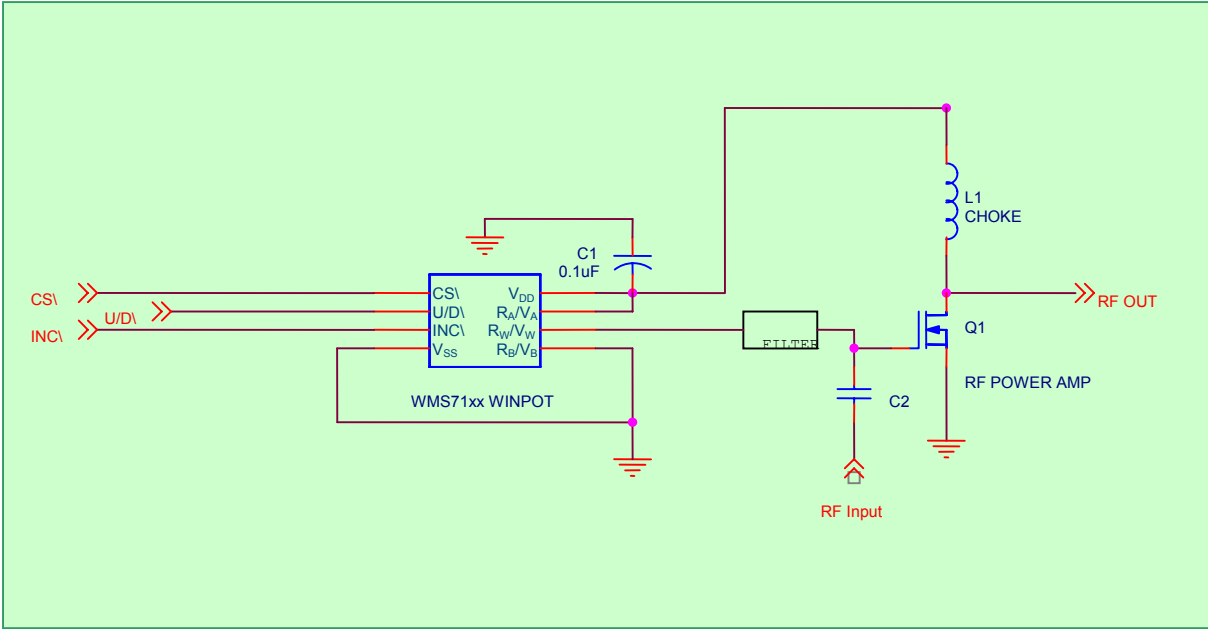 L1
CHOKE
C1
0.1uF
CS\
U/D\
INC\
CS\
U/D\
INC\
VSS
VDD
RA/VA
RW/VW
RB/VB
WMS71xx WINPOT
FILTER
RF OUT
Q1
RF POWER AMP
C2
RF Input